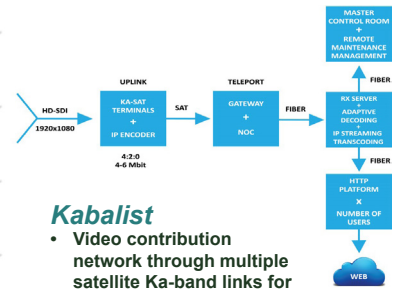 MASTER
CONTROL ROOM
+
REMOTE
MAINTENANCE
MANAGEMENT
FIBER
UPLINK
TELEPORT
HD-SDI
1920x1080
KA-SAT
TERMINALS
+
IP ENCODER
SAT
GATEWAY
+
NOC
FIBER
RX SERVER
+
ADAPTIVE
DECODING
+
IP STREAMING
TRANSCODING
4:2:0
4-6 Mbit
FIBER
HTTP
PLATFORM
X
NUMBER OF
USERS
WEB
Kabalist
• Video contribution
network through multiple
satellite Ka-band links for